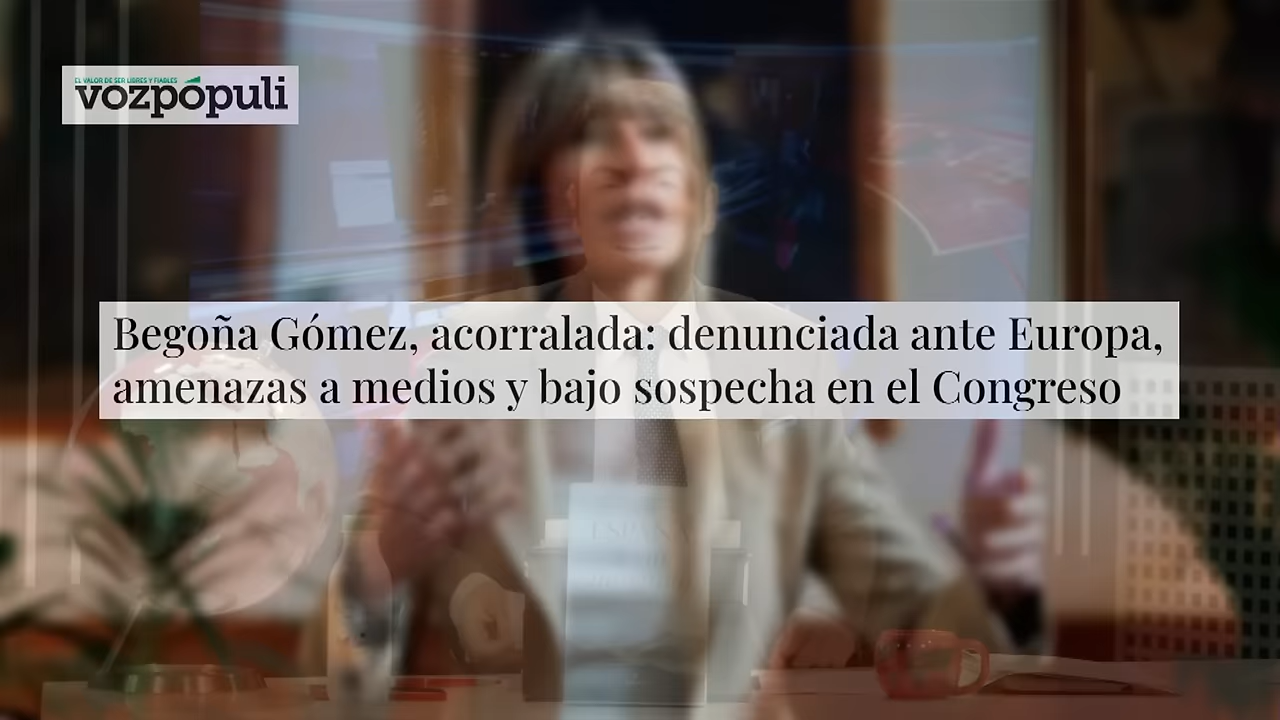 EL VALOR DE SER LIBRES Y FIABLES
vozpópuli
Begoña Gómez, acorralada: denunciada ante Europa,
amenazas a medios y bajo sospecha en el Congreso